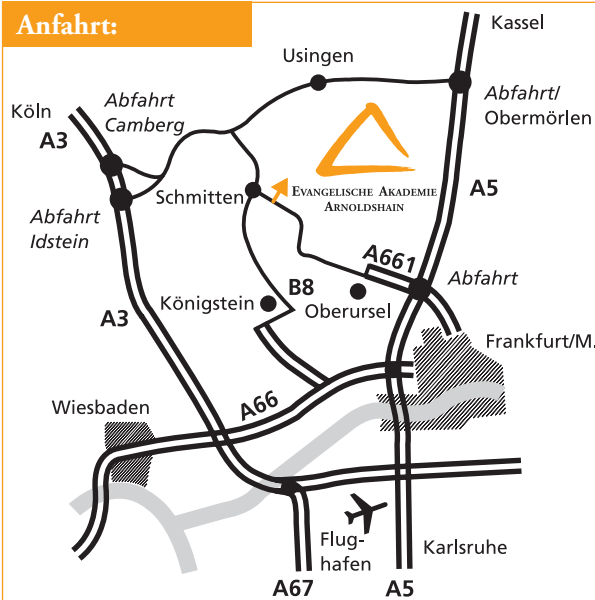 Anfahrt:
Kassel
Usingen
Köln
Abfahrt
Camberg
A3
Abfahrt/
Obermörlen
Schmitten
EVANGELISCHE AKADEMIE
ARNOLDSHAIN
A5
Abfahrt
Idstein
A661
Abfahrt
B8
Königstein
Oberursel
A3
Frankfurt/M.
Wiesbaden
A66
Flug-
hafen
Karlsruhe
A67
A5